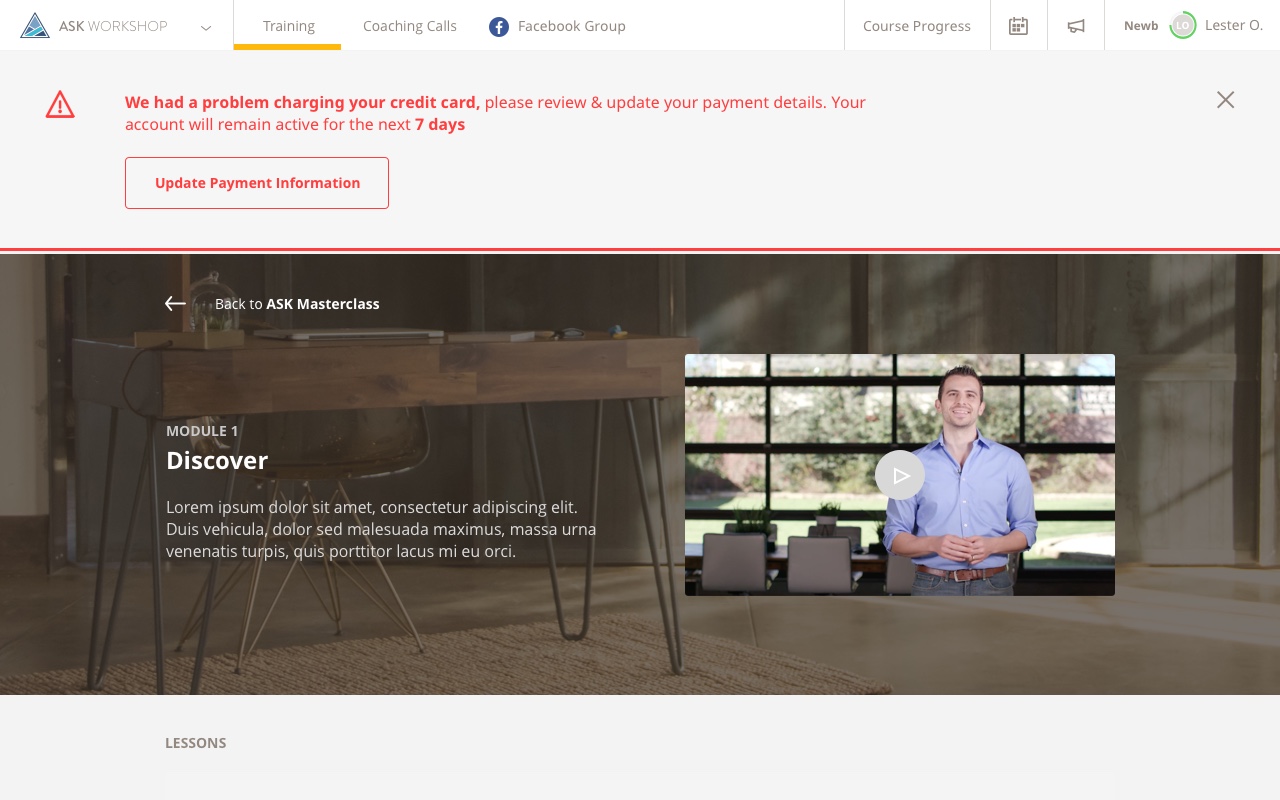 ASK WORKSHOP
Training
Coaching Calls
Facebook Group
Course Progress
Newb
LO
Lester O.
We had a problem charging your credit card, please review & update your payment details. Your
account will remain active for the next 7 days
Update Payment Information
Back to ASK Masterclass
MODULE 1
Discover
Lorem ipsum dolor sit amet, consectetur adipiscing elit.
Duis vehicula, dolor sed malesuada maximus, massa urna
venenatis turpis, quis porttitor lacus mi eu orci.
LESSONS